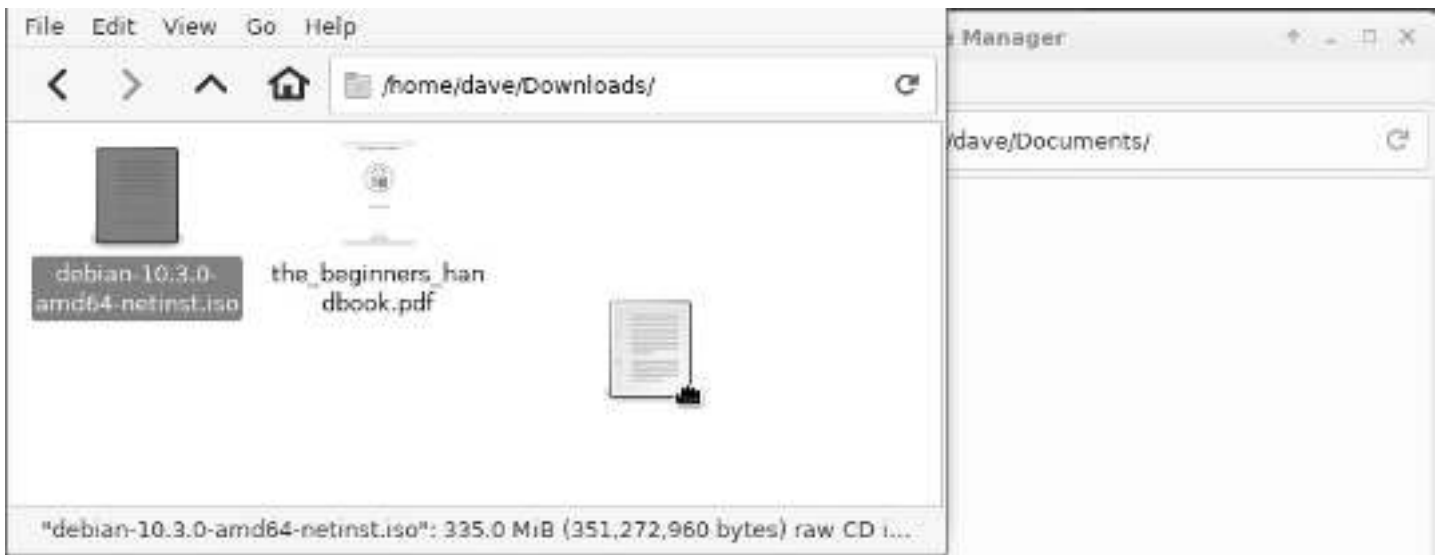 File Edit View Go Help
/home/dave/Downloads/
debian-10.3.0-
amd64-netinst.iso
the_beginners_han
dbook.pdf
"debian-10.3.0-amd64-netinst.iso": 335.0 MiB (351,272,960 bytes) raw CD i...
Manager
/dave/Documents/